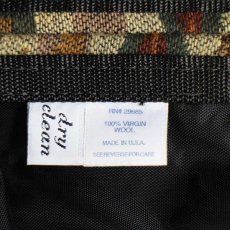 dry
clean
RN# 29685
100% VIRGIN
WOOL
MADE IN U.S.A.
SEE REVERSE FOR CARE